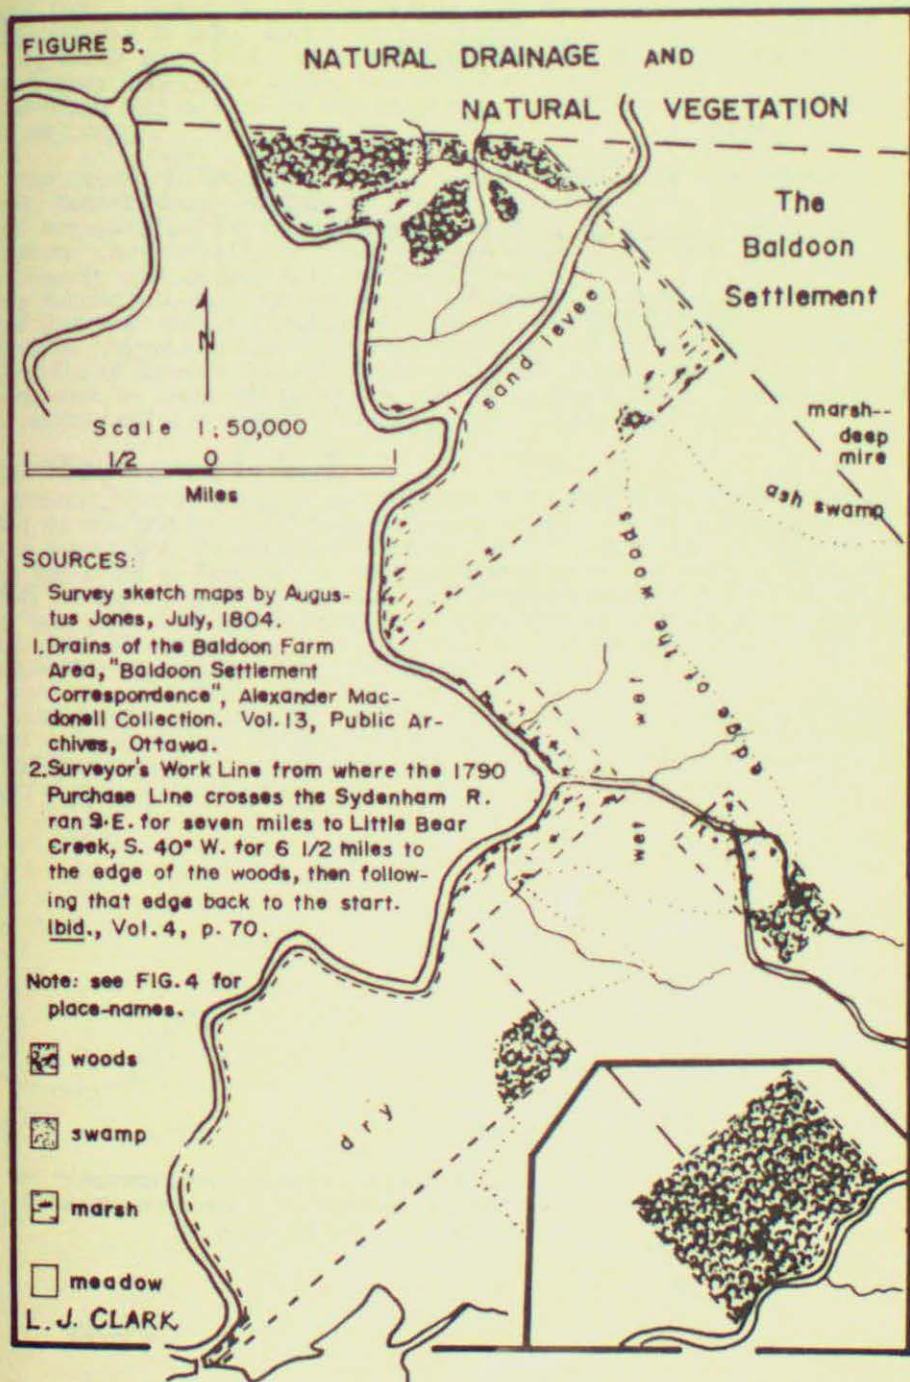 FIGURE 5.
NATURAL DRAINAGE AND
NATURAL VEGETATION
The
Baldoon
Settlement
N
Scale 1:50,000
1/2 0
Miles
sand levee
marsh--
deep
mire
ash swamp
edge of the woods
wet
wet
dry
SOURCES:
Survey sketch maps by Augus-
tus Jones, July, 1804.
1. Drains of the Baldoon Farm
Area, "Baldoon Settlement
Correspondence", Alexander Mac-
donell Collection. Vol. 13, Public Ar-
chives, Ottawa.
2. Surveyor's Work Line from where the 1790
Purchase Line crosses the Sydenham R.
ran S·E. for seven miles to Little Bear
Creek, S. 40° W. for 6 1/2 miles to
the edge of the woods, then follow-
ing that edge back to the start.
Ibid., Vol. 4, p. 70.
Note: see FIG. 4 for
place-names.
woods
swamp
marsh
meadow
L. J. CLARK